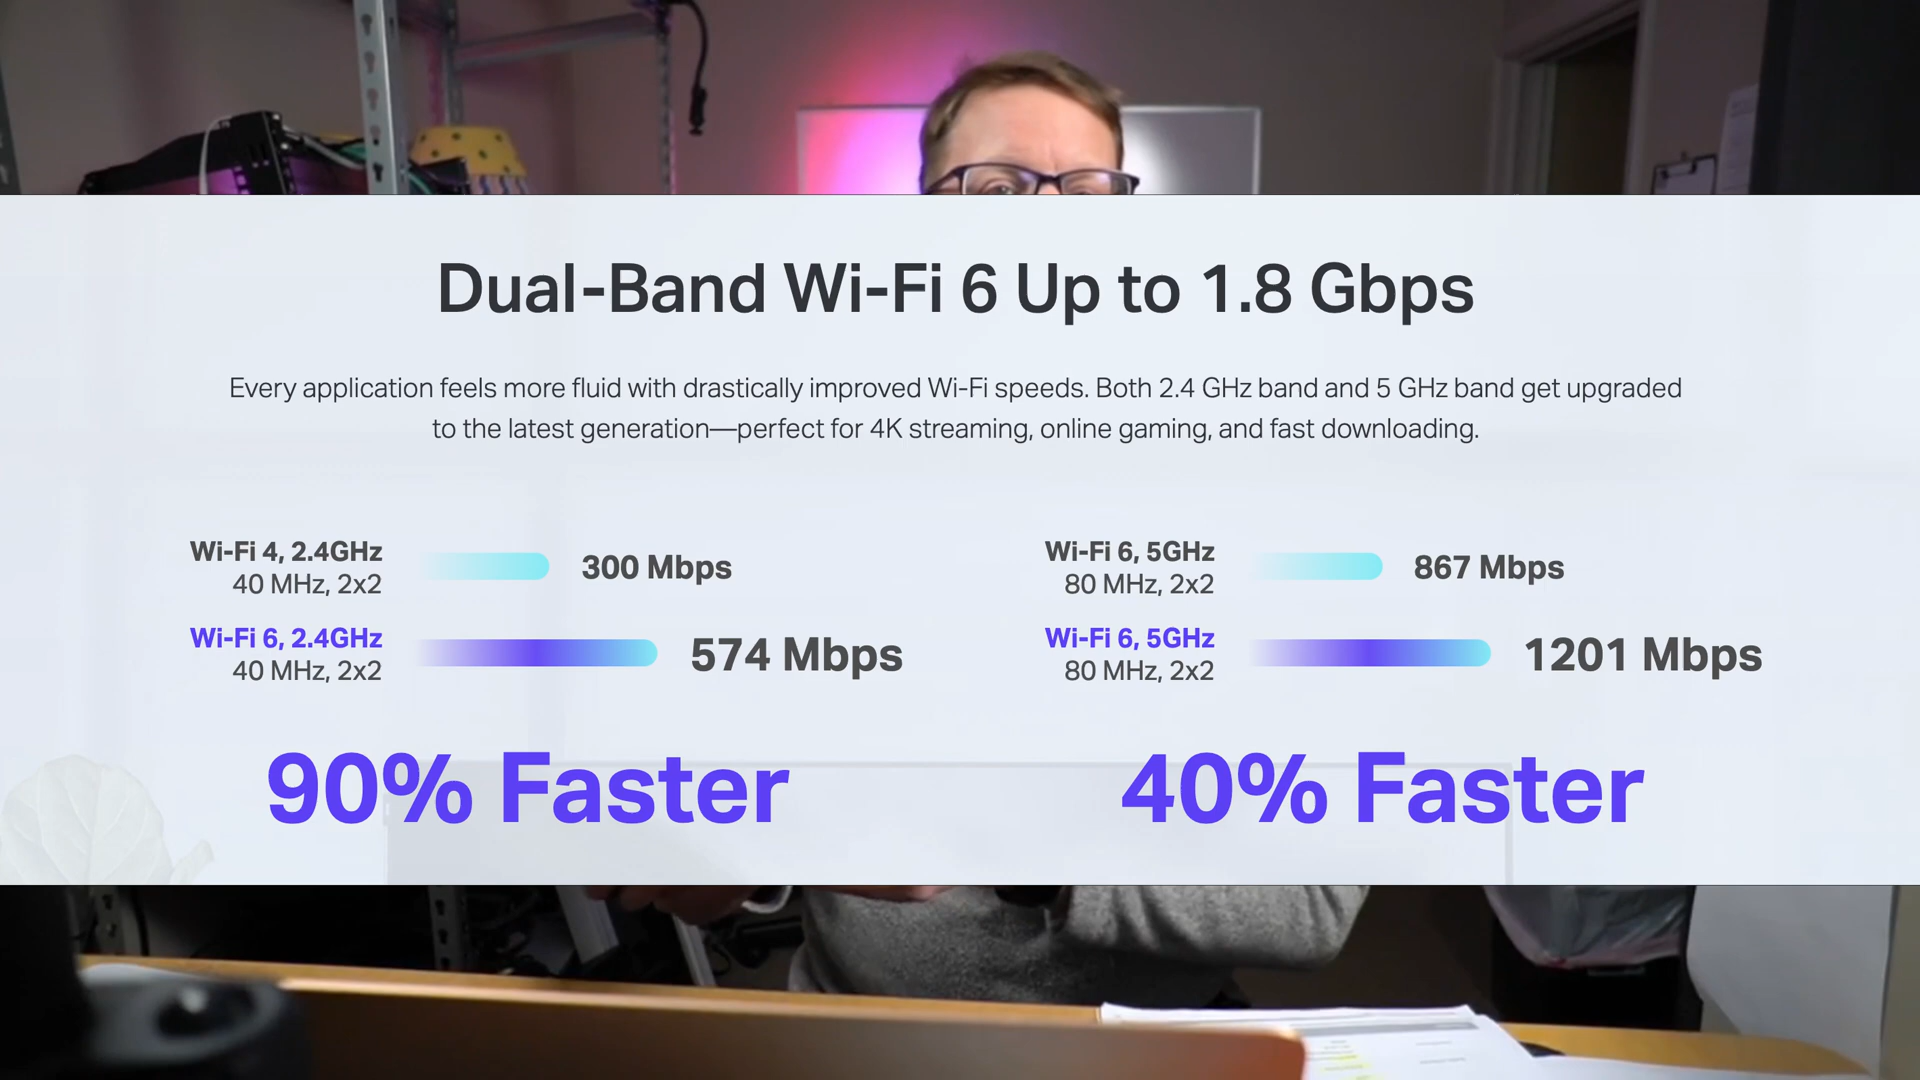 Dual-Band Wi-Fi 6 Up to 1.8 Gbps
Every application feels more fluid with drastically improved Wi-Fi speeds. Both 2.4 GHz band and 5 GHz band get upgraded
to the latest generation—perfect for 4K streaming, online gaming, and fast downloading.
Wi-Fi 4, 2.4GHz
40 MHz, 2x2
300 Mbps
Wi-Fi 6, 2.4GHz
40 MHz, 2x2
574 Mbps
90% Faster
Wi-Fi 6, 5GHz
80 MHz, 2x2
867 Mbps
Wi-Fi 6, 5GHz
80 MHz, 2x2
1201 Mbps
40% Faster